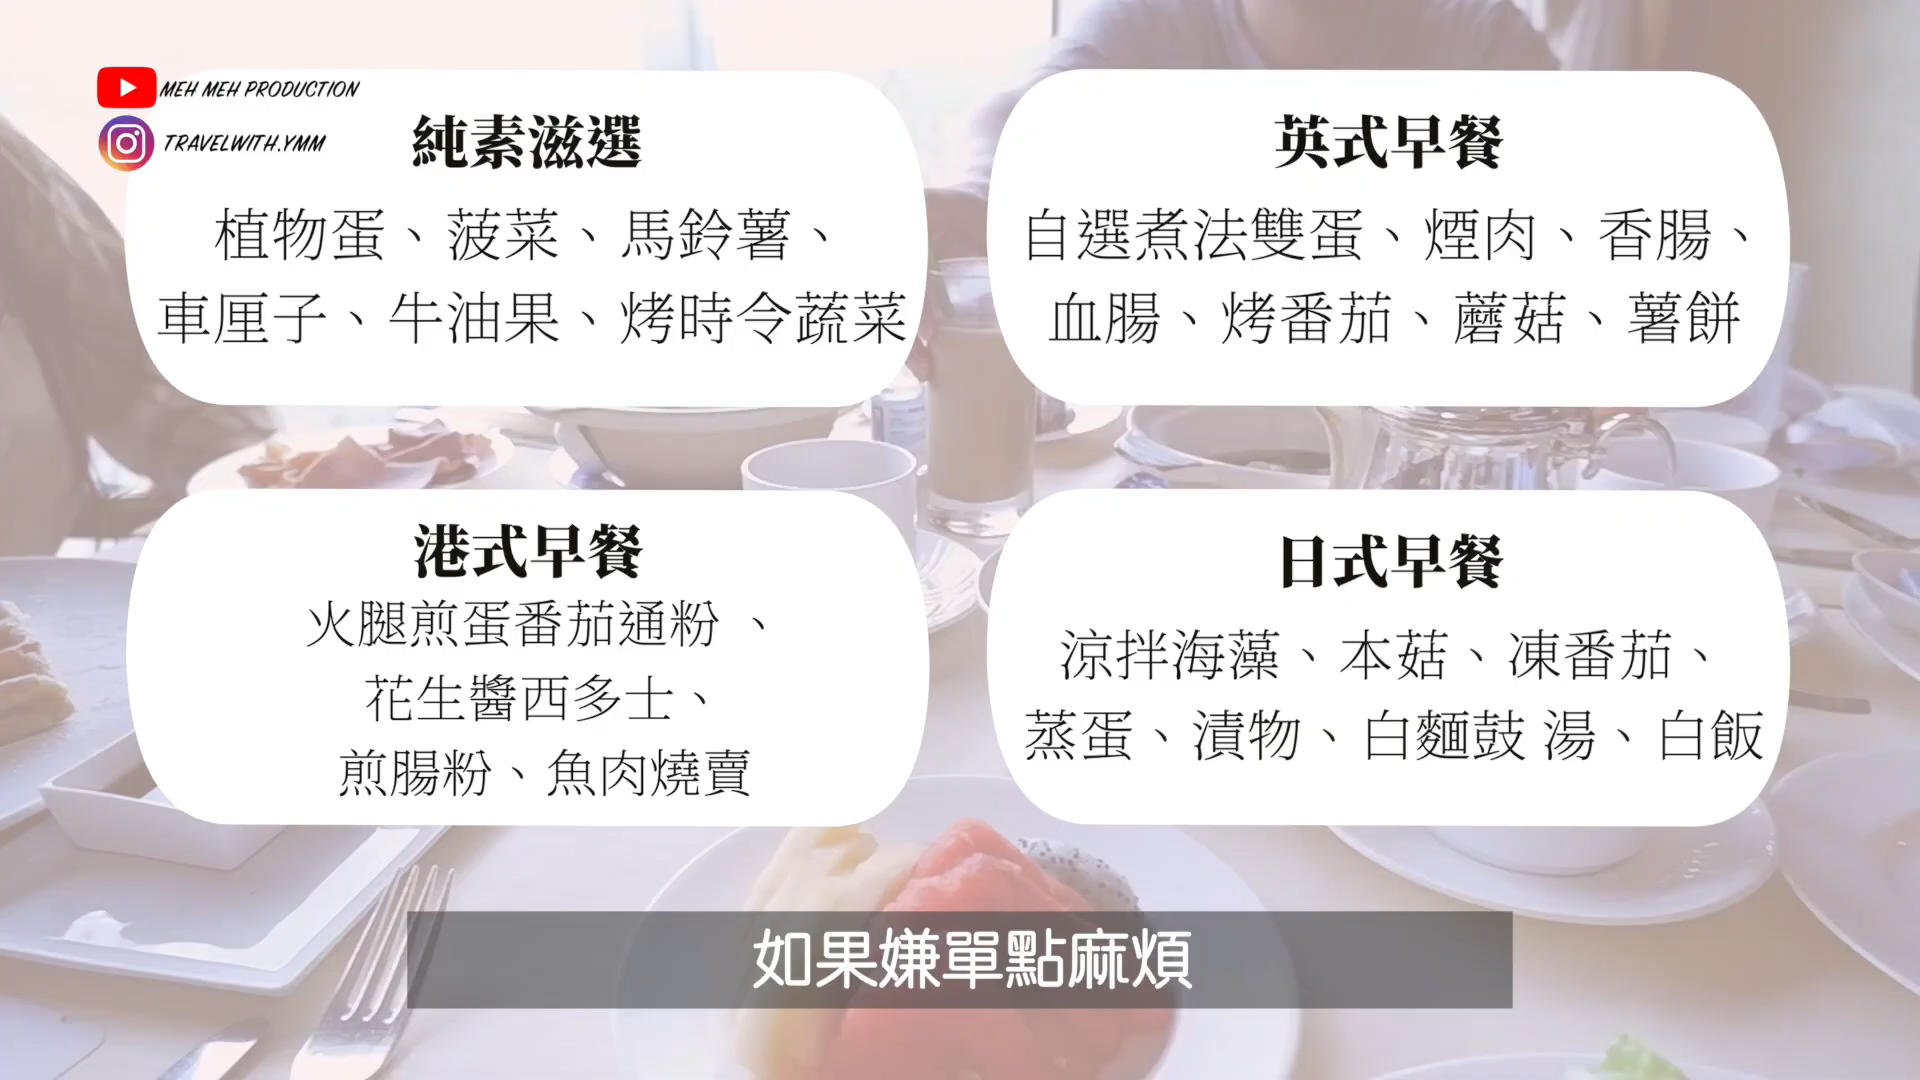 MEH MEH PRODUCTION
TRAVELWITH.YMM
純素滋選
植物蛋、菠菜、馬鈴薯、
車厘子、牛油果、烤時令蔬菜
英式早餐
自選煮法雙蛋、煙肉、香腸、
血腸、烤番茄、蘑菇、薯餅
港式早餐
火腿煎蛋番茄通粉 、
花生醬西多士、
煎腸粉、魚肉燒賣
日式早餐
涼拌海藻、本菇、凍番茄、
蒸蛋、漬物、白麵鼓 湯、白飯
如果嫌單點麻煩